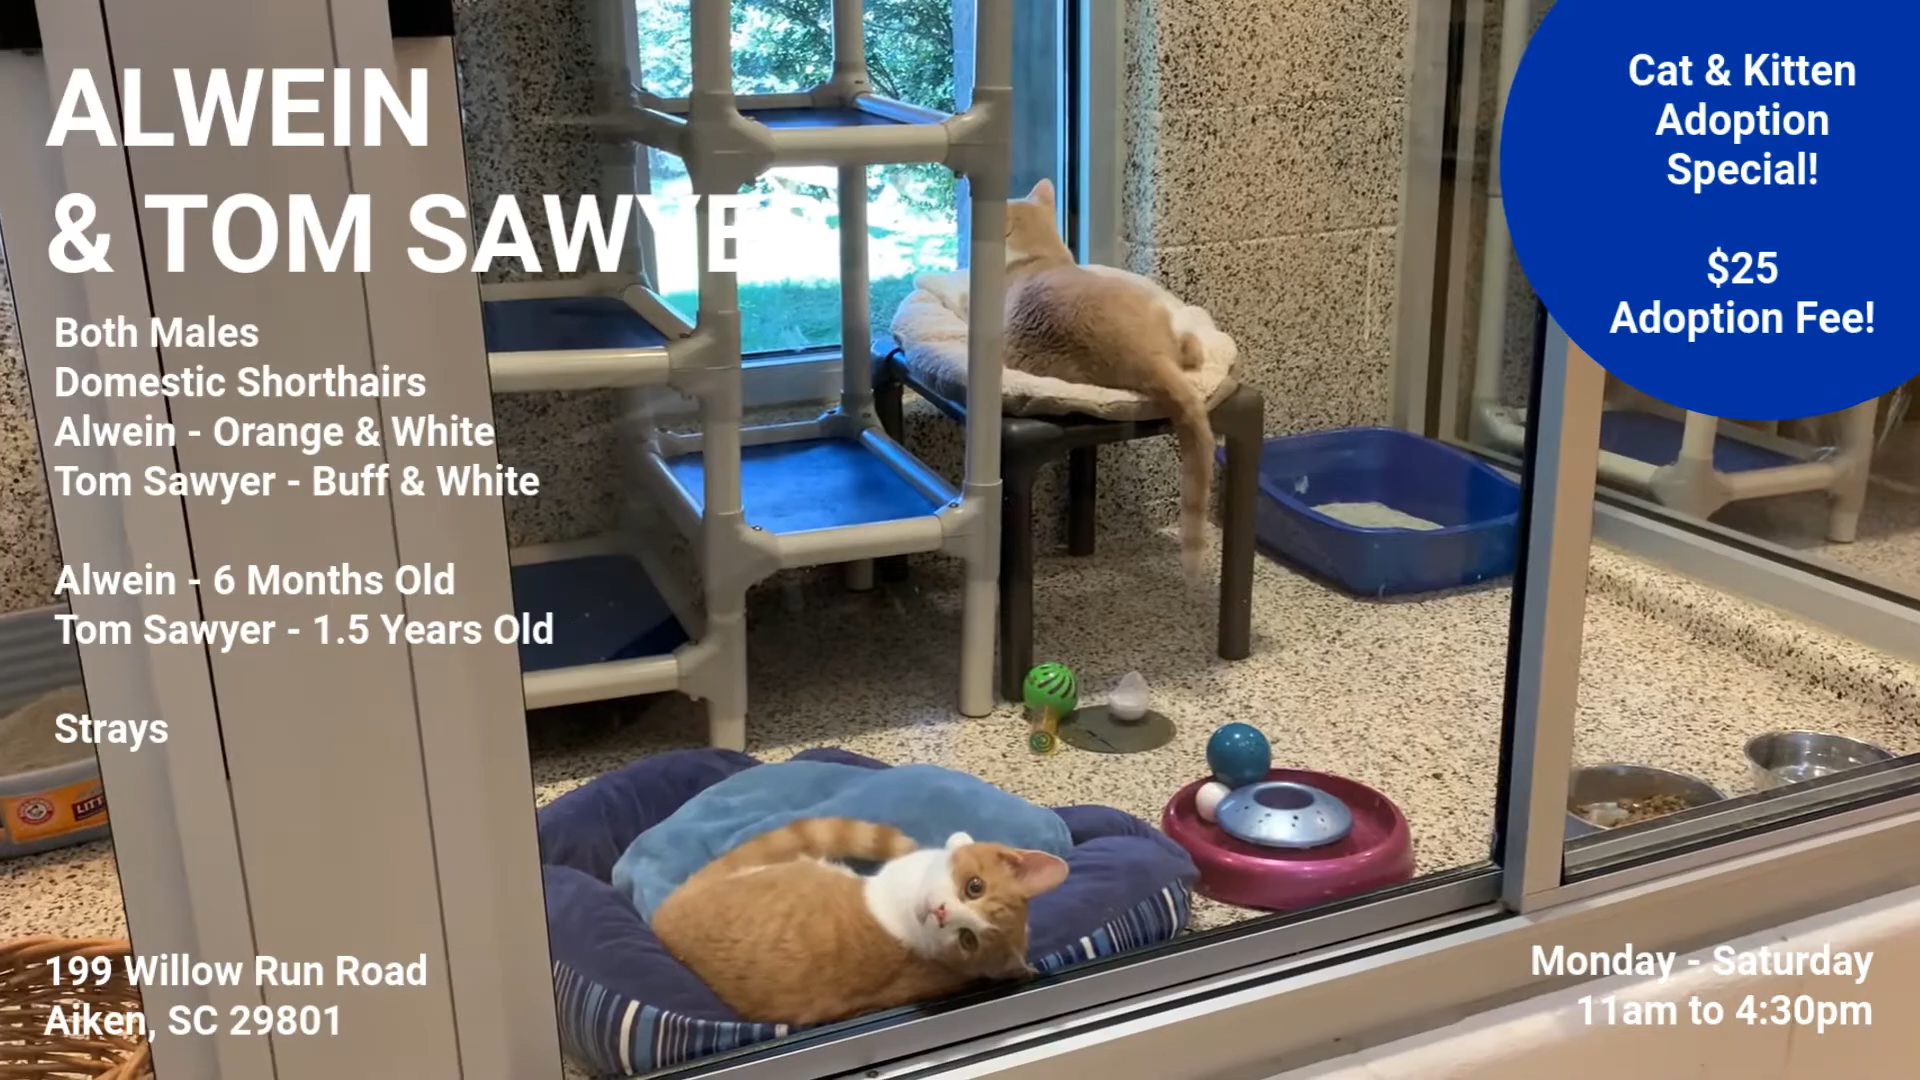 ALWEIN
& TOM SAWYER
Both Males
Domestic Shorthairs
Alwein - Orange & White
Tom Sawyer - Buff & White
Alwein - 6 Months Old
Tom Sawyer - 1.5 Years Old
Strays
199 Willow Run Road
Aiken, SC 29801
Cat & Kitten
Adoption
Special!
$25
Adoption Fee!
Monday - Saturday
11am to 4:30pm